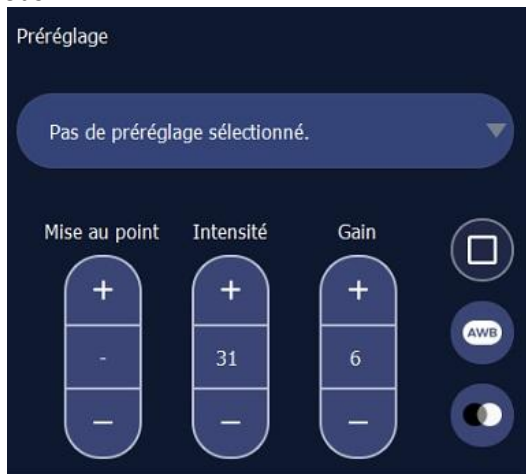 Préréglage
Pas de préréglage sélectionné.
Mise au point Intensité Gain
+ + +
- 31 6
AWB
− − −